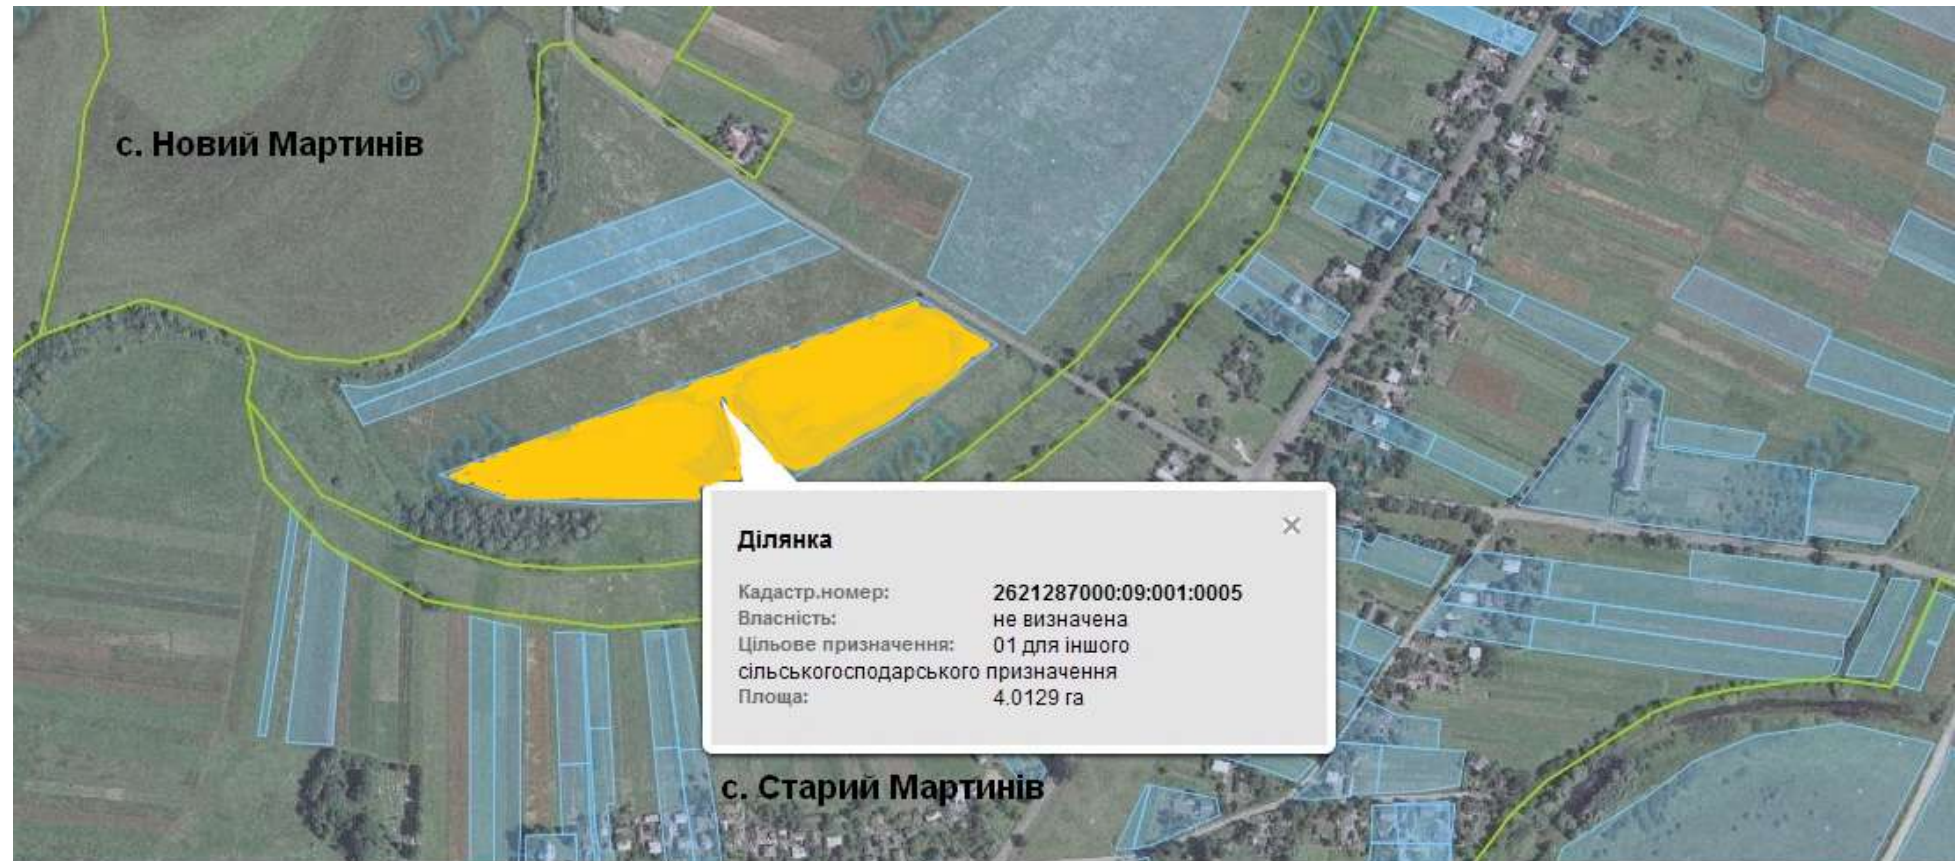 с. Новий Мартинів
Ділянка
Кадастр.номер: 2621287000:09:001:0005
Власність: не визначена
Цільове призначення: 01 для іншого
сільськогосподарського призначення
Площа: 4.0129 га
с. Старий Мартинів